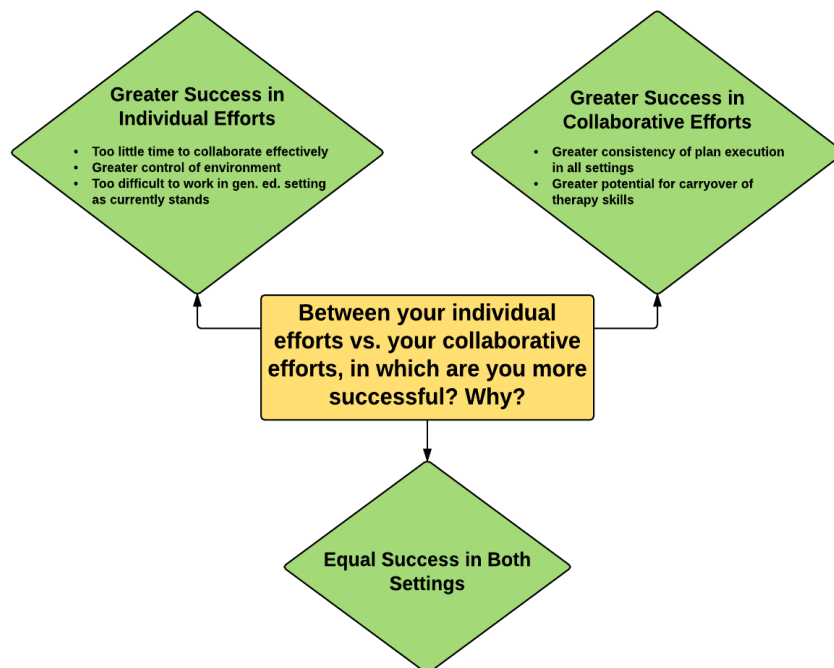 Greater Success in
Individual Efforts
• Too little time to collaborate effectively
• Greater control of environment
• Too difficult to work in gen. ed. setting
as currently stands
Greater Success in
Collaborative Efforts
• Greater consistency of plan execution
in all settings
• Greater potential for carryover of
therapy skills
Between your individual
efforts vs. your collaborative
efforts, in which are you more
successful? Why?
Equal Success in Both
Settings